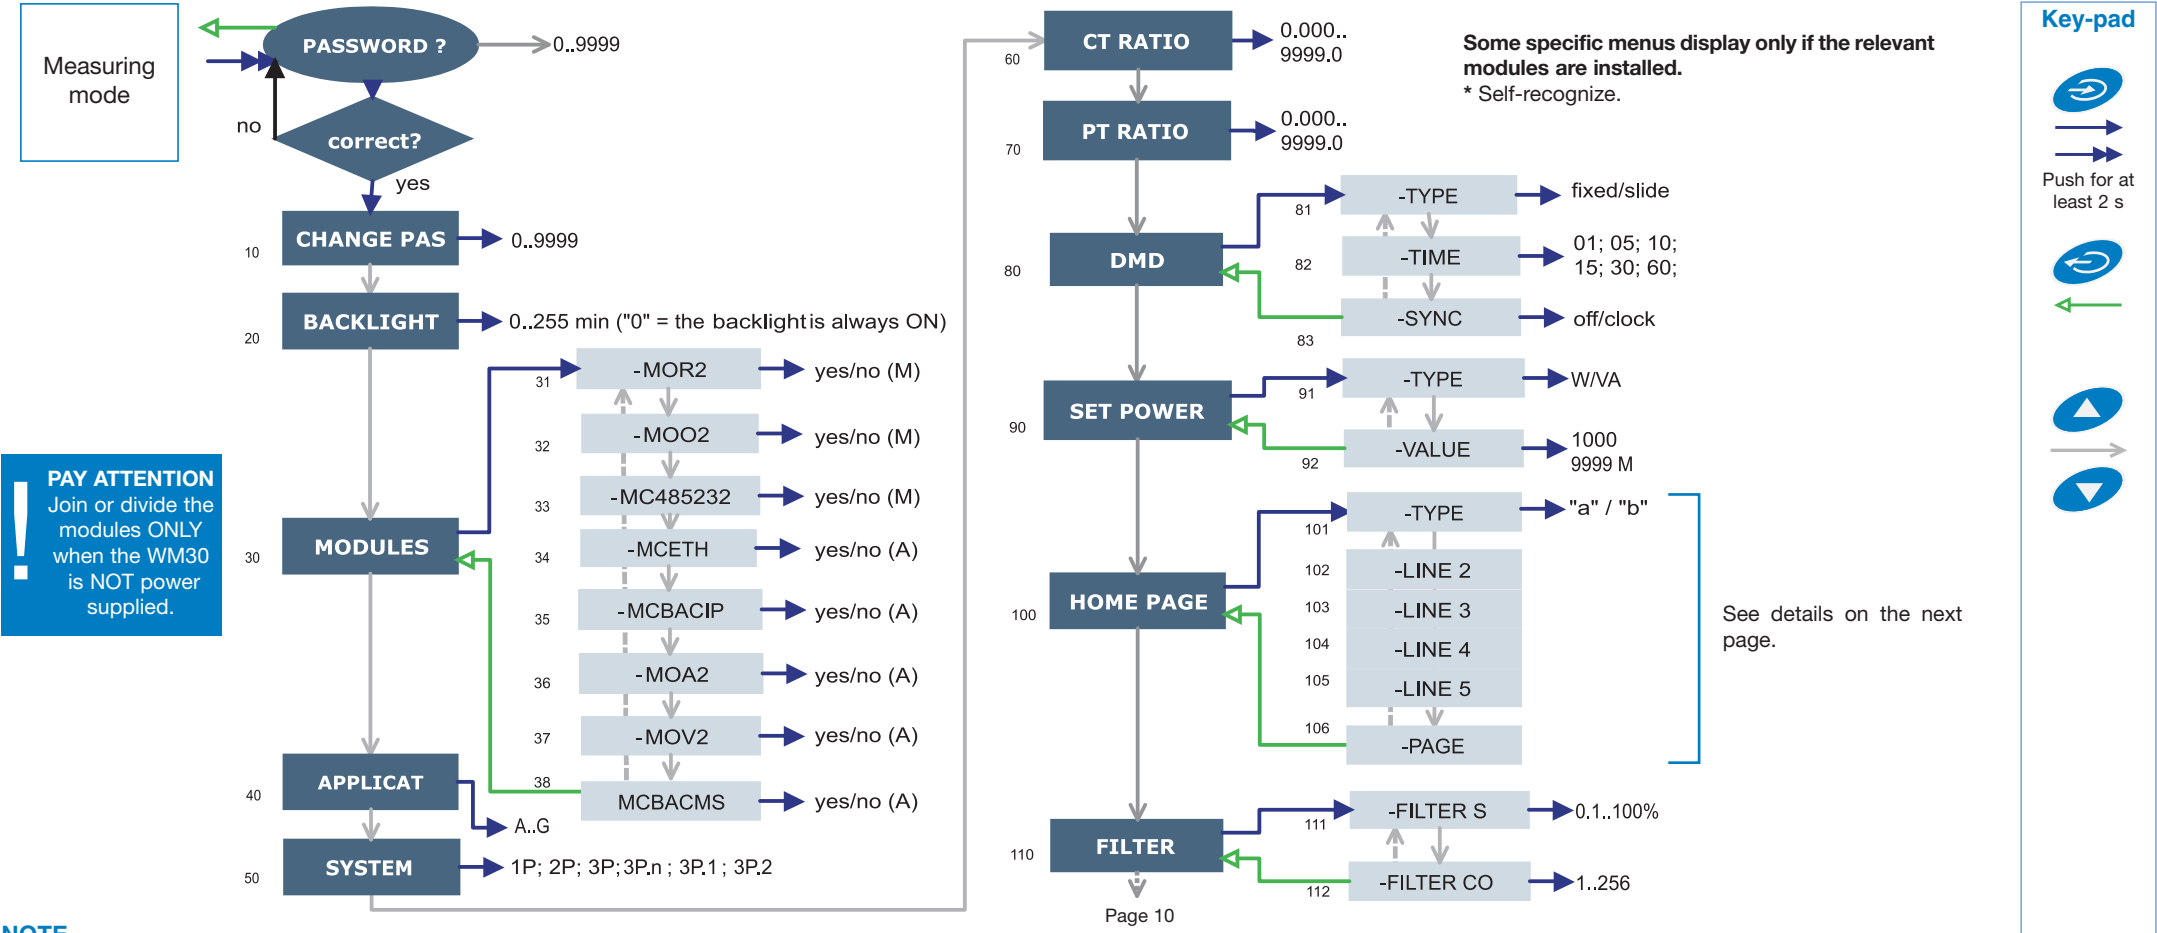 Measuring
mode
PASSWORD ?
0..9999
no
correct?
yes
10
CHANGE PAS
0..9999
20
BACKLIGHT
0..255 min ("0" = the backlight is always ON)
PAY ATTENTION
!
Join or divide the
modules ONLY
when the WM30
is NOT power
supplied.
30
MODULES
31
-MOR2
yes/no (M)
32
-MOO2
yes/no (M)
33
-MC485232
yes/no (M)
34
-MCETH
yes/no (A)
35
-MCBACIP
yes/no (A)
36
-MOA2
yes/no (A)
37
-MOV2
yes/no (A)
38
MCBACMS
yes/no (A)
40
APPLICAT
A..G
50
SYSTEM
1P; 2P; 3P; 3P.n ; 3P.1 ; 3P.2
60
CT RATIO
0.000..
9999.0
70
PT RATIO
0.000..
9999.0
80
DMD
81
-TYPE
fixed/slide
82
-TIME
01; 05; 10;
15; 30; 60;
83
-SYNC
off/clock
90
SET POWER
91
-TYPE
W/VA
92
-VALUE
1000
9999 M
100
HOME PAGE
101
-TYPE
"a" / "b"
102
-LINE 2
103
-LINE 3
104
-LINE 4
105
-LINE 5
106
-PAGE
See details on the next
page.
110
FILTER
111
-FILTER S
0.1..100%
112
-FILTER CO
1..256
Page 10
Some specific menus display only if the relevant
modules are installed.
* Self-recognize.
Key-pad
Push for at
least 2 s
NOTE